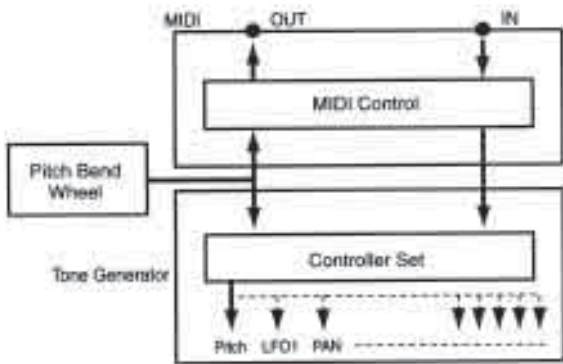 MIDI OUT IN
MIDI Control
Pitch Bend
Wheel
Controller Set
Tone Generator
Pitch LFO1 PAN